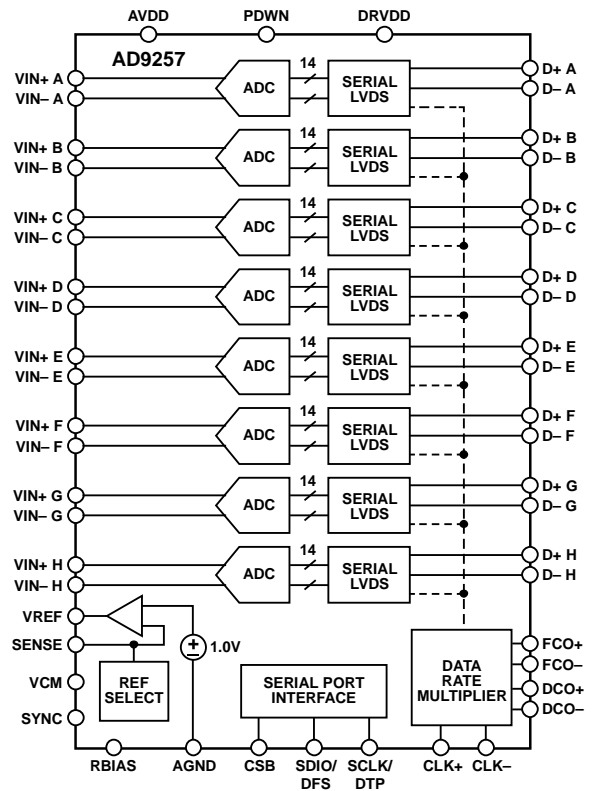 AVDD PDWN DRVDD
AD9257
VIN+ A ADC 14 SERIAL LVDS D+ A
VIN– A D– A
VIN+ B ADC 14 SERIAL LVDS D+ B
VIN– B D– B
VIN+ C ADC 14 SERIAL LVDS D+ C
VIN– C D– C
VIN+ D ADC 14 SERIAL LVDS D+ D
VIN– D D– D
VIN+ E ADC 14 SERIAL LVDS D+ E
VIN– E D– E
VIN+ F ADC 14 SERIAL LVDS D+ F
VIN– F D– F
VIN+ G ADC 14 SERIAL LVDS D+ G
VIN– G D– G
VIN+ H ADC 14 SERIAL LVDS D+ H
VIN– H D– H
VREF
SENSE
VCM
SYNC
REF
SELECT
1.0V
SERIAL PORT
INTERFACE
DATA
RATE
MULTIPLIER
FCO+
FCO–
DCO+
DCO–
RBIAS AGND CSB SDIO/ SCLK/ CLK+ CLK–
DFS DTP